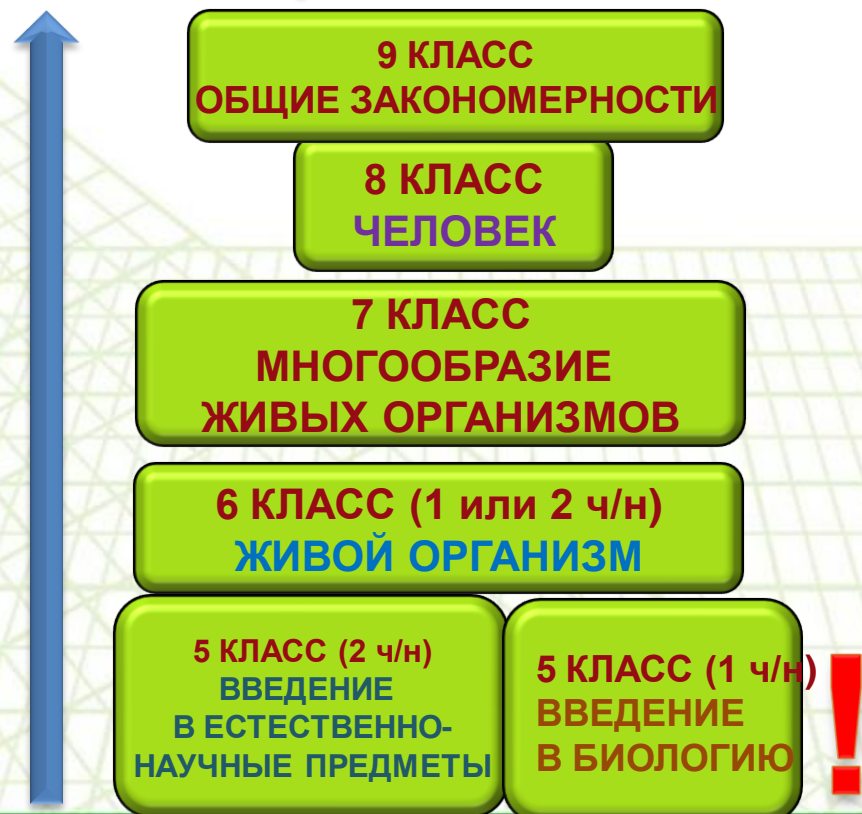 9 КЛАСС
ОБЩИЕ ЗАКОНОМЕРНОСТИ
8 КЛАСС
ЧЕЛОВЕК
7 КЛАСС
МНОГООБРАЗИЕ
ЖИВЫХ ОРГАНИЗМОВ
6 КЛАСС (1 или 2 ч/н)
ЖИВОЙ ОРГАНИЗМ
5 КЛАСС (2 ч/н)
ВВЕДЕНИЕ
В ЕСТЕСТВЕННО-
НАУЧНЫЕ ПРЕДМЕТЫ
5 КЛАСС (1 ч/н)
ВВЕДЕНИЕ
В БИОЛОГИЮ
!